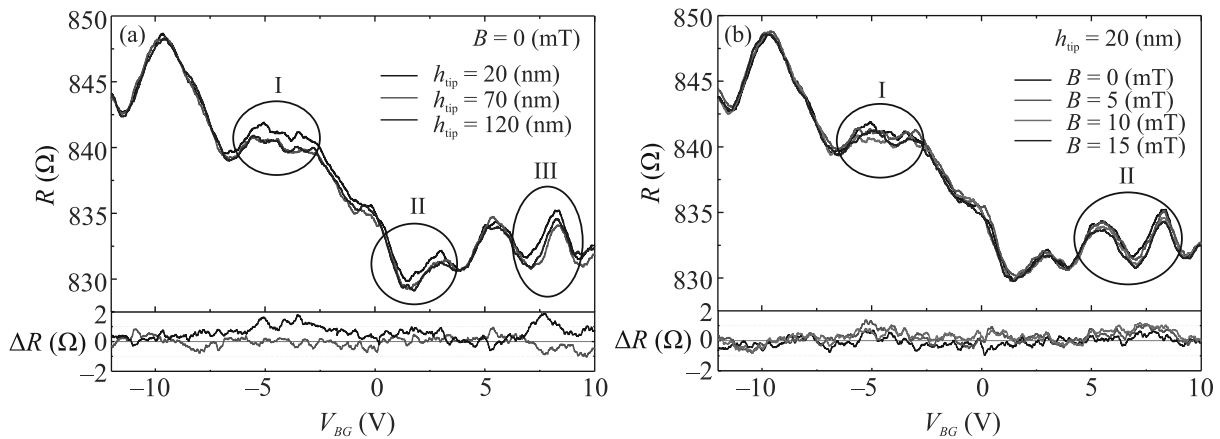 850
(a)
B = 0 (mT)
I
h_tip = 20 (nm)
h_tip = 70 (nm)
h_tip = 120 (nm)
845
840
R (Ω)
III
II
835
830
2
ΔR (Ω)
0
–2
–10
–5
0
5
10
V_BG (V)
850
(b)
h_tip = 20 (nm)
I
B = 0 (mT)
B = 5 (mT)
B = 10 (mT)
B = 15 (mT)
845
840
R (Ω)
II
835
830
2
ΔR (Ω)
0
–2
–10
–5
0
5
10
V_BG (V)